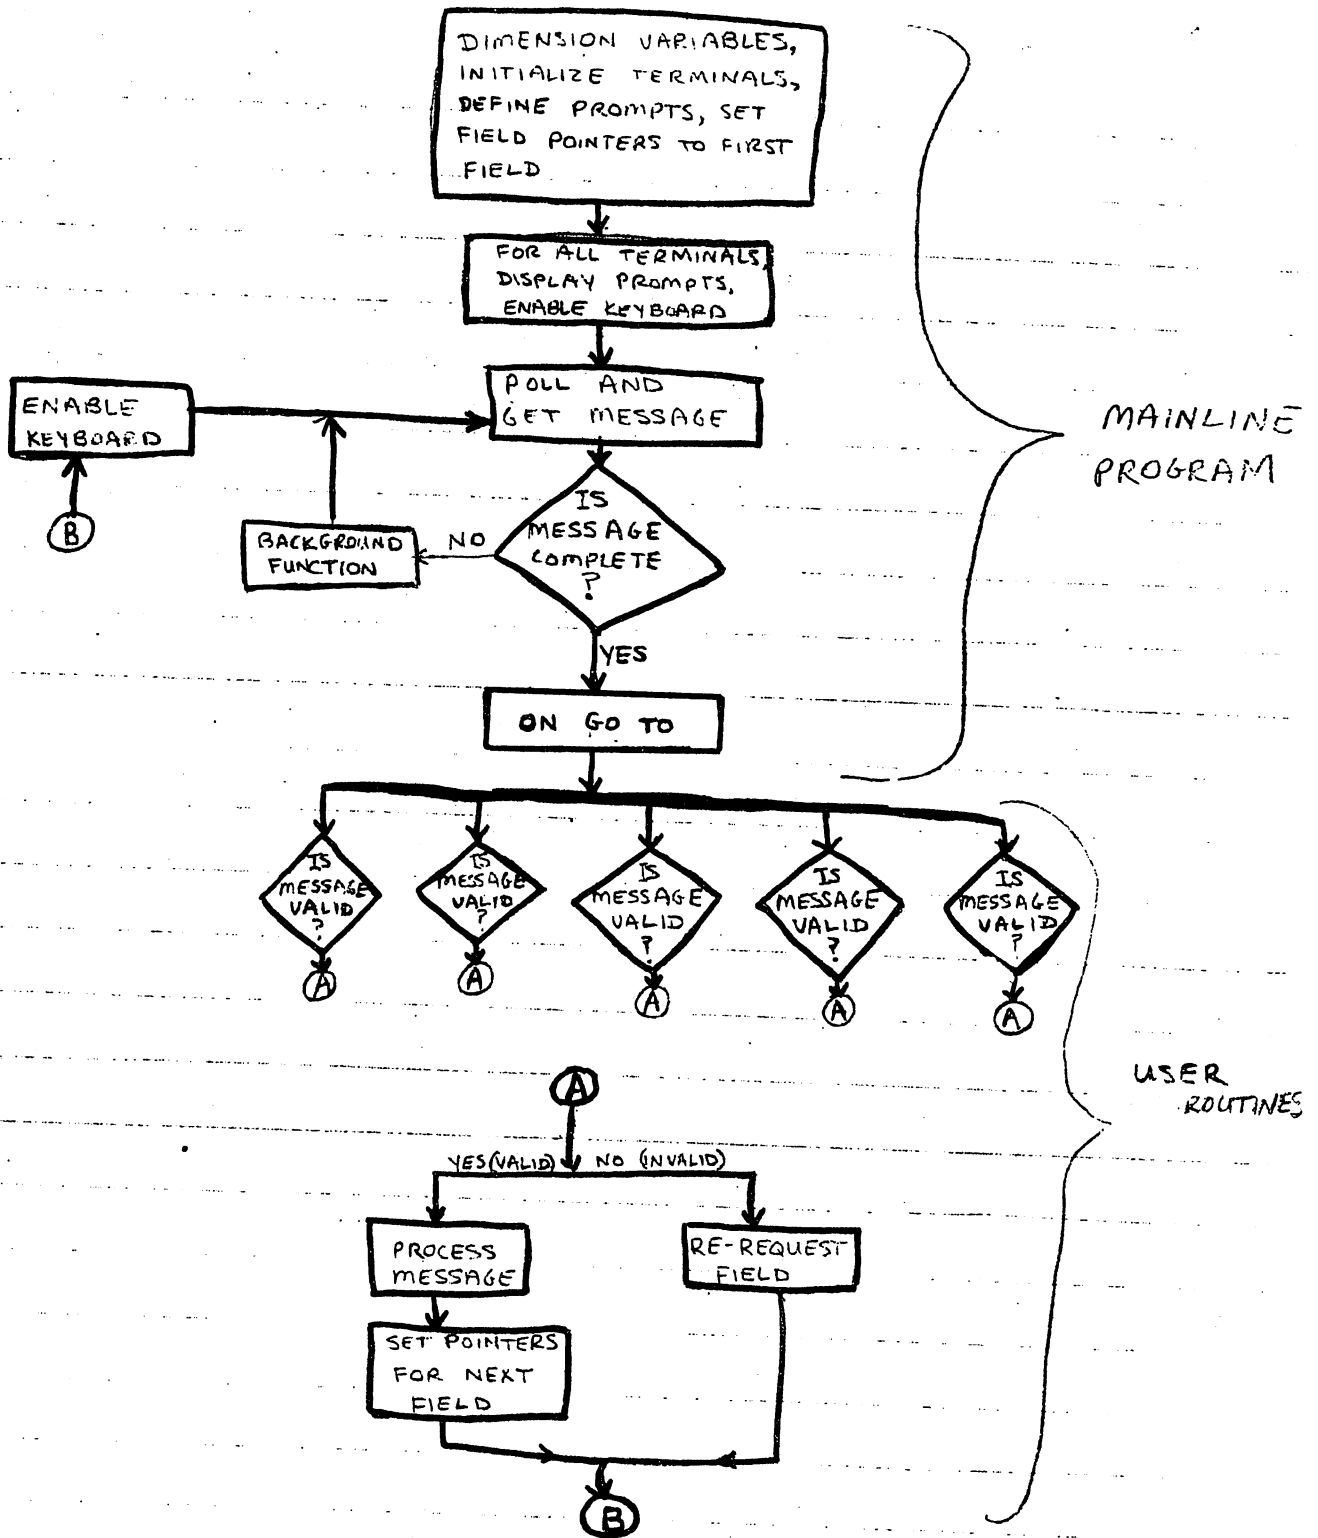 DIMENSION VARIABLES,
INITIALIZE TERMINALS,
DEFINE PROMPTS, SET
FIELD POINTERS TO FIRST
FIELD
FOR ALL TERMINALS,
DISPLAY PROMPTS,
ENABLE KEYBOARD
POLL AND
GET MESSAGE
ENABLE
KEYBOARD
B
BACKGROUND
FUNCTION
NO
IS
MESSAGE
COMPLETE
?
YES
MAINLINE
PROGRAM
ON GO TO
IS
MESSAGE
VALID
?
A
IS
MESSAGE
VALID
?
A
IS
MESSAGE
VALID
?
A
IS
MESSAGE
VALID
?
A
IS
MESSAGE
VALID
?
A
USER
ROUTINES
A
YES (VALID)
NO (INVALID)
PROCESS
MESSAGE
RE-REQUEST
FIELD
SET POINTERS
FOR NEXT
FIELD
B